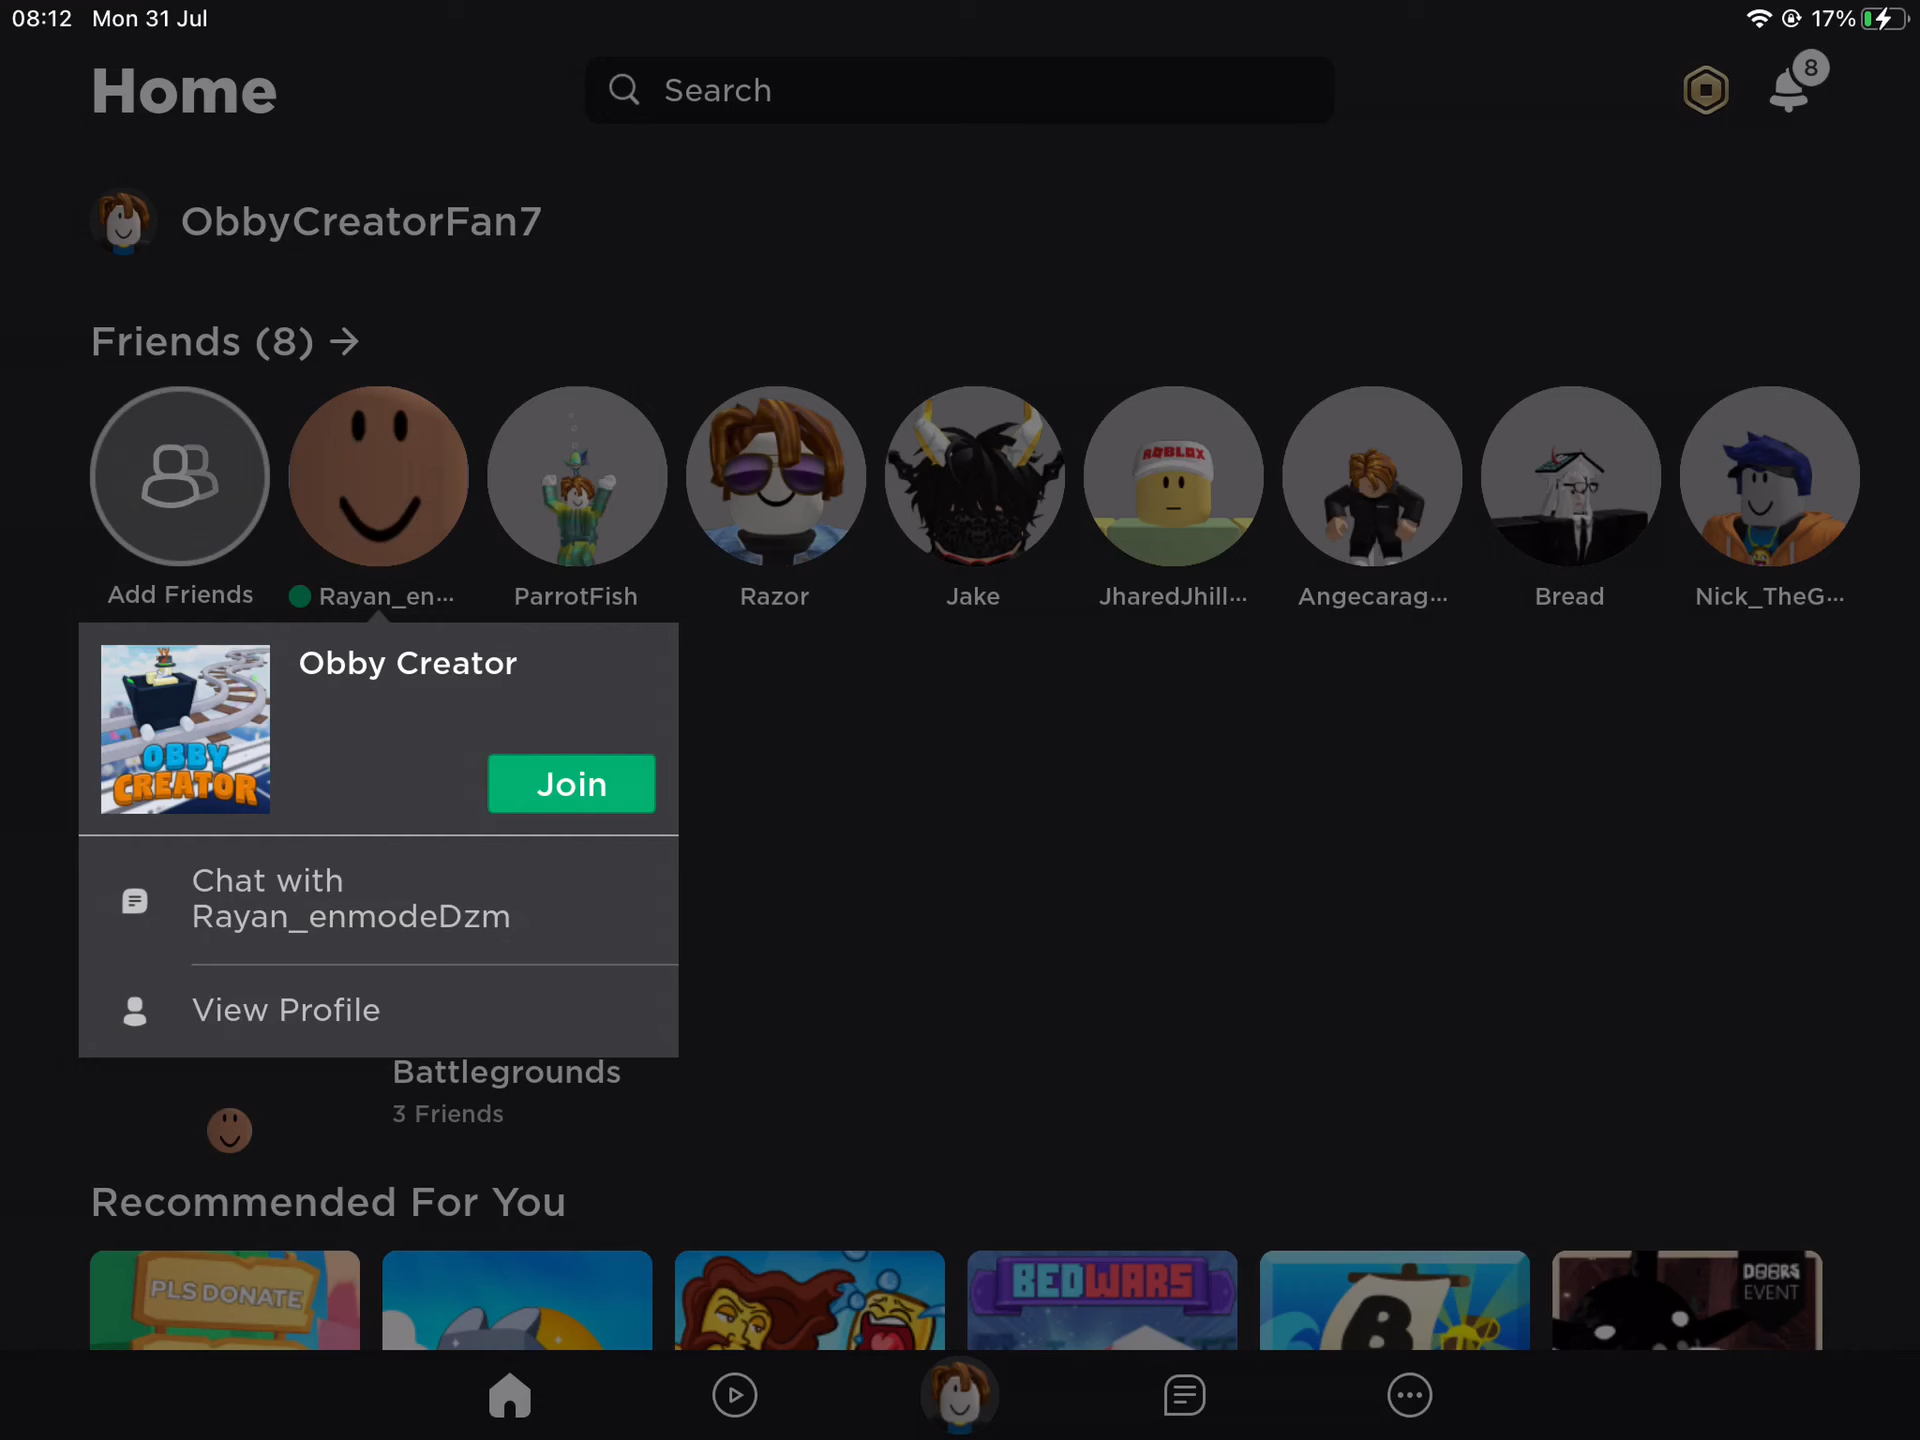 08:12 Mon 31 Jul 17%
Home
Search
8
ObbyCreatorFan7
Friends (8) →
ROBLOX
Add Friends
Rayan_en...
ParrotFish
Razor
Jake
JharedJhill...
Angecarag...
Bread
Nick_TheG...
Obby Creator
OBBY
CREATOR
Join
Chat with
Rayan_enmodeDzm
View Profile
Battlegrounds
3 Friends
Recommended For You
PLS DONATE
BEDWARS
B
DOORS
EVENT